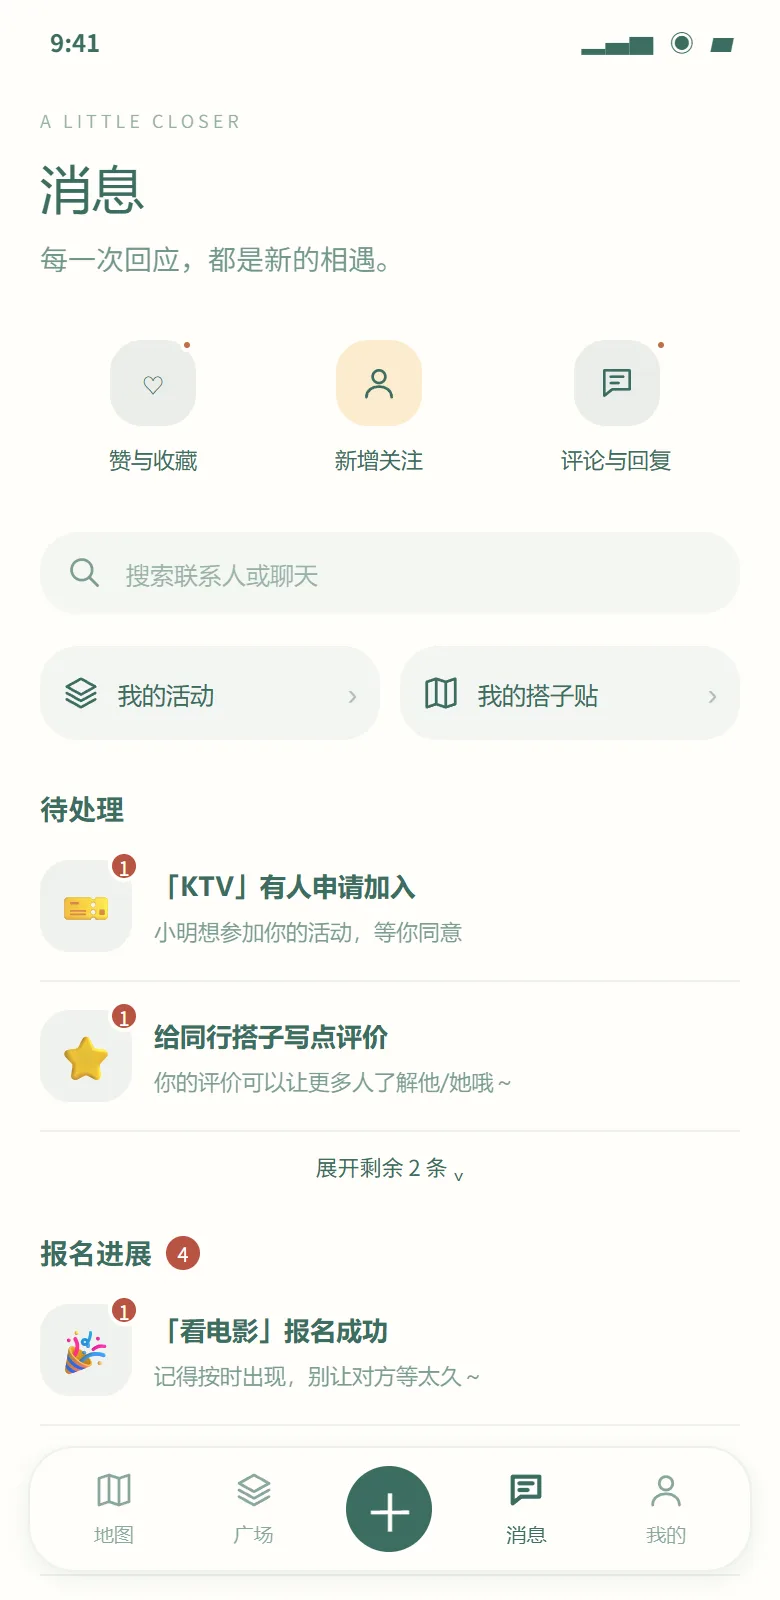 9:41
A LITTLE CLOSER
消息
每一次回应，都是新的相遇。
赞与收藏
新增关注
评论与回复
搜索联系人或聊天
我的活动
我的搭子贴
待处理
1
「KTV」有人申请加入
小明想参加你的活动，等你同意
1
给同行搭子写点评价
你的评价可以让更多人了解他/她哦~
展开剩余 2 条
报名进展 4
1
「看电影」报名成功
记得按时出现，别让对方等太久~
地图
广场
消息
我的